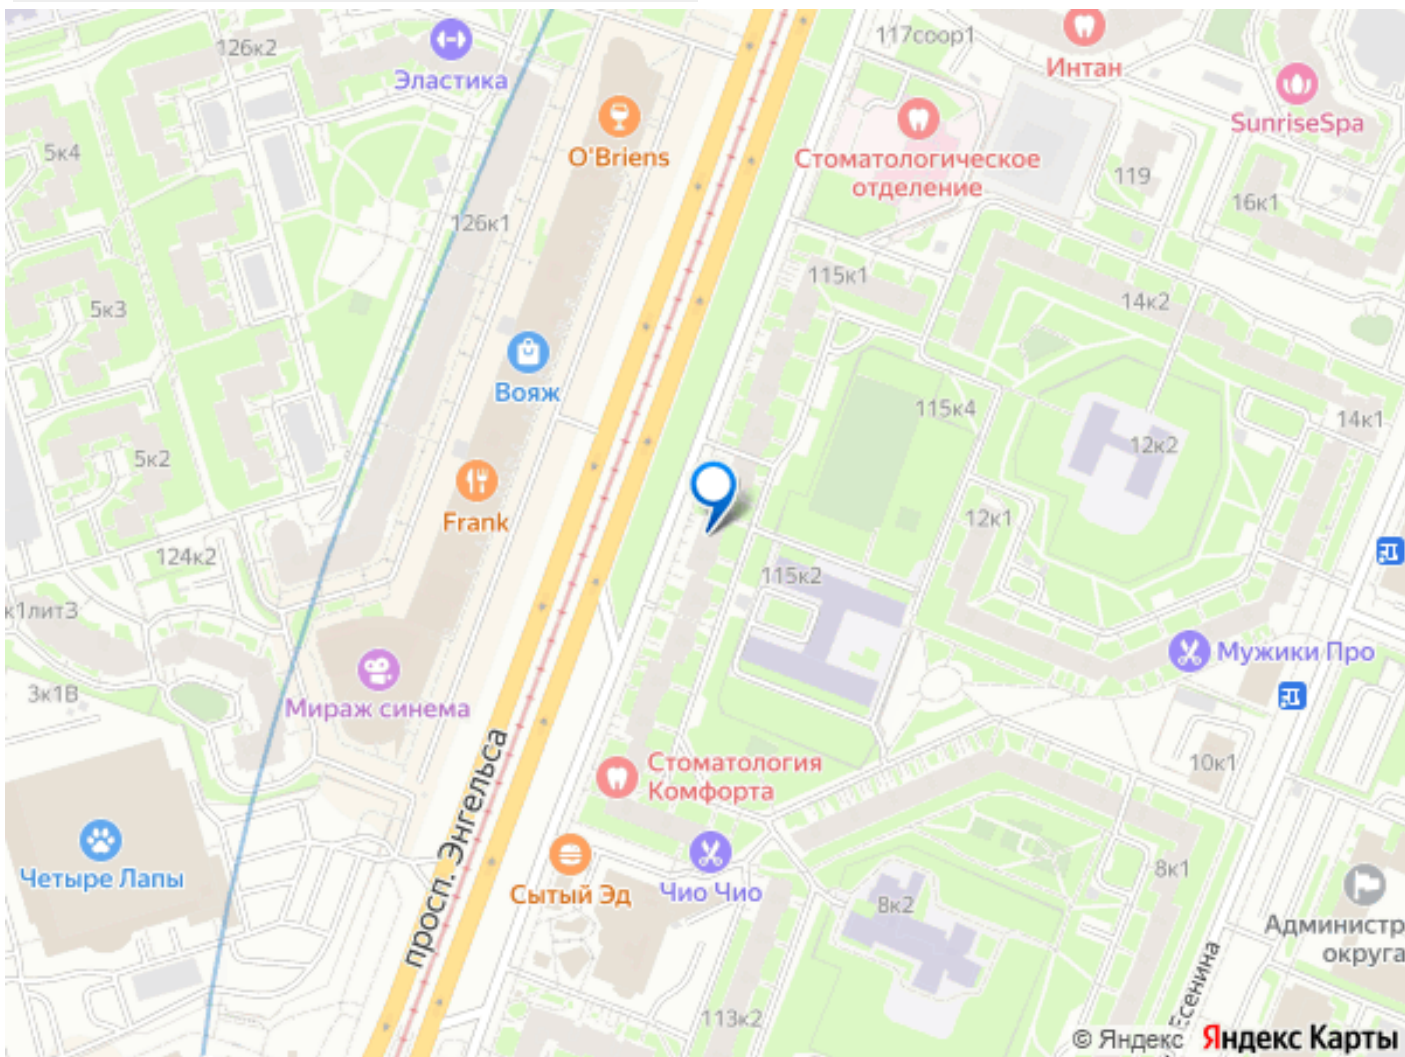 126к2
Эластика
117соор1
Интан
SunriseSpa
5к4
O'Briens
Стоматологическое
отделение
119
16к1
126к1
115к1
14к2
5к3
Вояж
115к4
14к1
12к2
5к2
Frank
12к1
124к2
115к2
к1лит3
Мужики Про
3к1В
Мираж синема
просп. Энгельса
Стоматология
Комфорта
10к1
Четыре Лапы
Сытый Эд
Чио Чио
8к1
8к2
Админист​р
округа
Есенина
113к2
© Яндекс Яндекс Карты